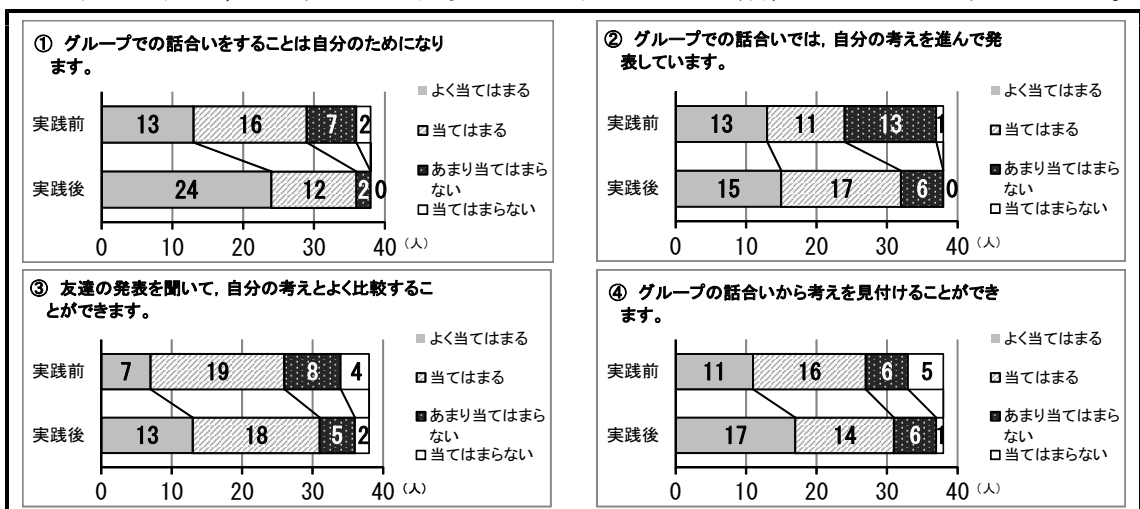 ① グループでの話合いをすることは自分のためになり
ます。
よく当てはまる
当てはまる
あまり当てはまら
ない
当てはまらない
実践前
13
16
7
2
実践後
24
12
2
0
0
10
20
30
40
(人)
② グループでの話合いでは,自分の考えを進んで発
表しています。
よく当てはまる
当てはまる
あまり当てはまら
ない
当てはまらない
実践前
13
11
13
1
実践後
15
17
6
0
0
10
20
30
40
(人)
③ 友達の発表を聞いて,自分の考えとよく比較するこ
とができます。
よく当てはまる
当てはまる
あまり当てはまら
ない
当てはまらない
実践前
7
19
8
4
実践後
13
18
5
2
0
10
20
30
40
(人)
④ グループの話合いから考えを見付けることができ
ます。
よく当てはまる
当てはまる
あまり当てはまら
ない
当てはまらない
実践前
11
16
6
5
実践後
17
14
6
1
0
10
20
30
40
(人)